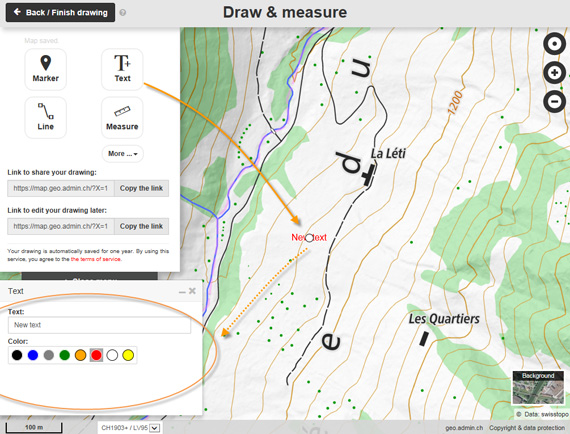 Back / Finish drawing
?
Draw & measure
Map saved
Marker
T+
Text
Line
Measure
More ...
Link to share your drawing:
https://map.geo.admin.ch/?X=1
Copy the link
Link to edit your drawing later:
https://map.geo.admin.ch/?X=1
Copy the link
Your drawing is automatically saved for one year. By using
this service, you agree to the terms of service.
Text
Text:
New text
Color:
u
d
e
1200
La Léti
New text
Les Quartiers
Background
© Data: swisstopo
100 m
CH1903+ / LV95
geo.admin.ch
Copyright & data protection